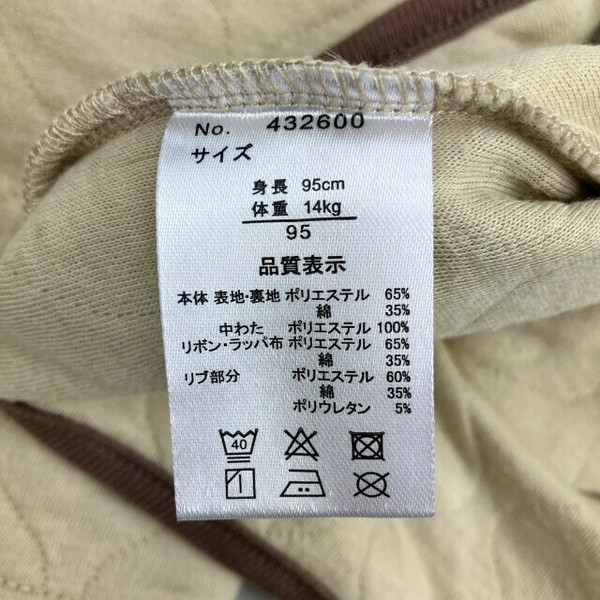 No. 432600
サイズ
身長 95cm
体重 14kg
95
品質表示
本体 表地・裏地 ポリエステル 65%
綿 35%
中わた ポリエステル 100%
リボン・ラッパ布 ポリエステル 65%
綿 35%
リブ部分 ポリエステル 60%
綿 35%
ポリウレタン 5%
40